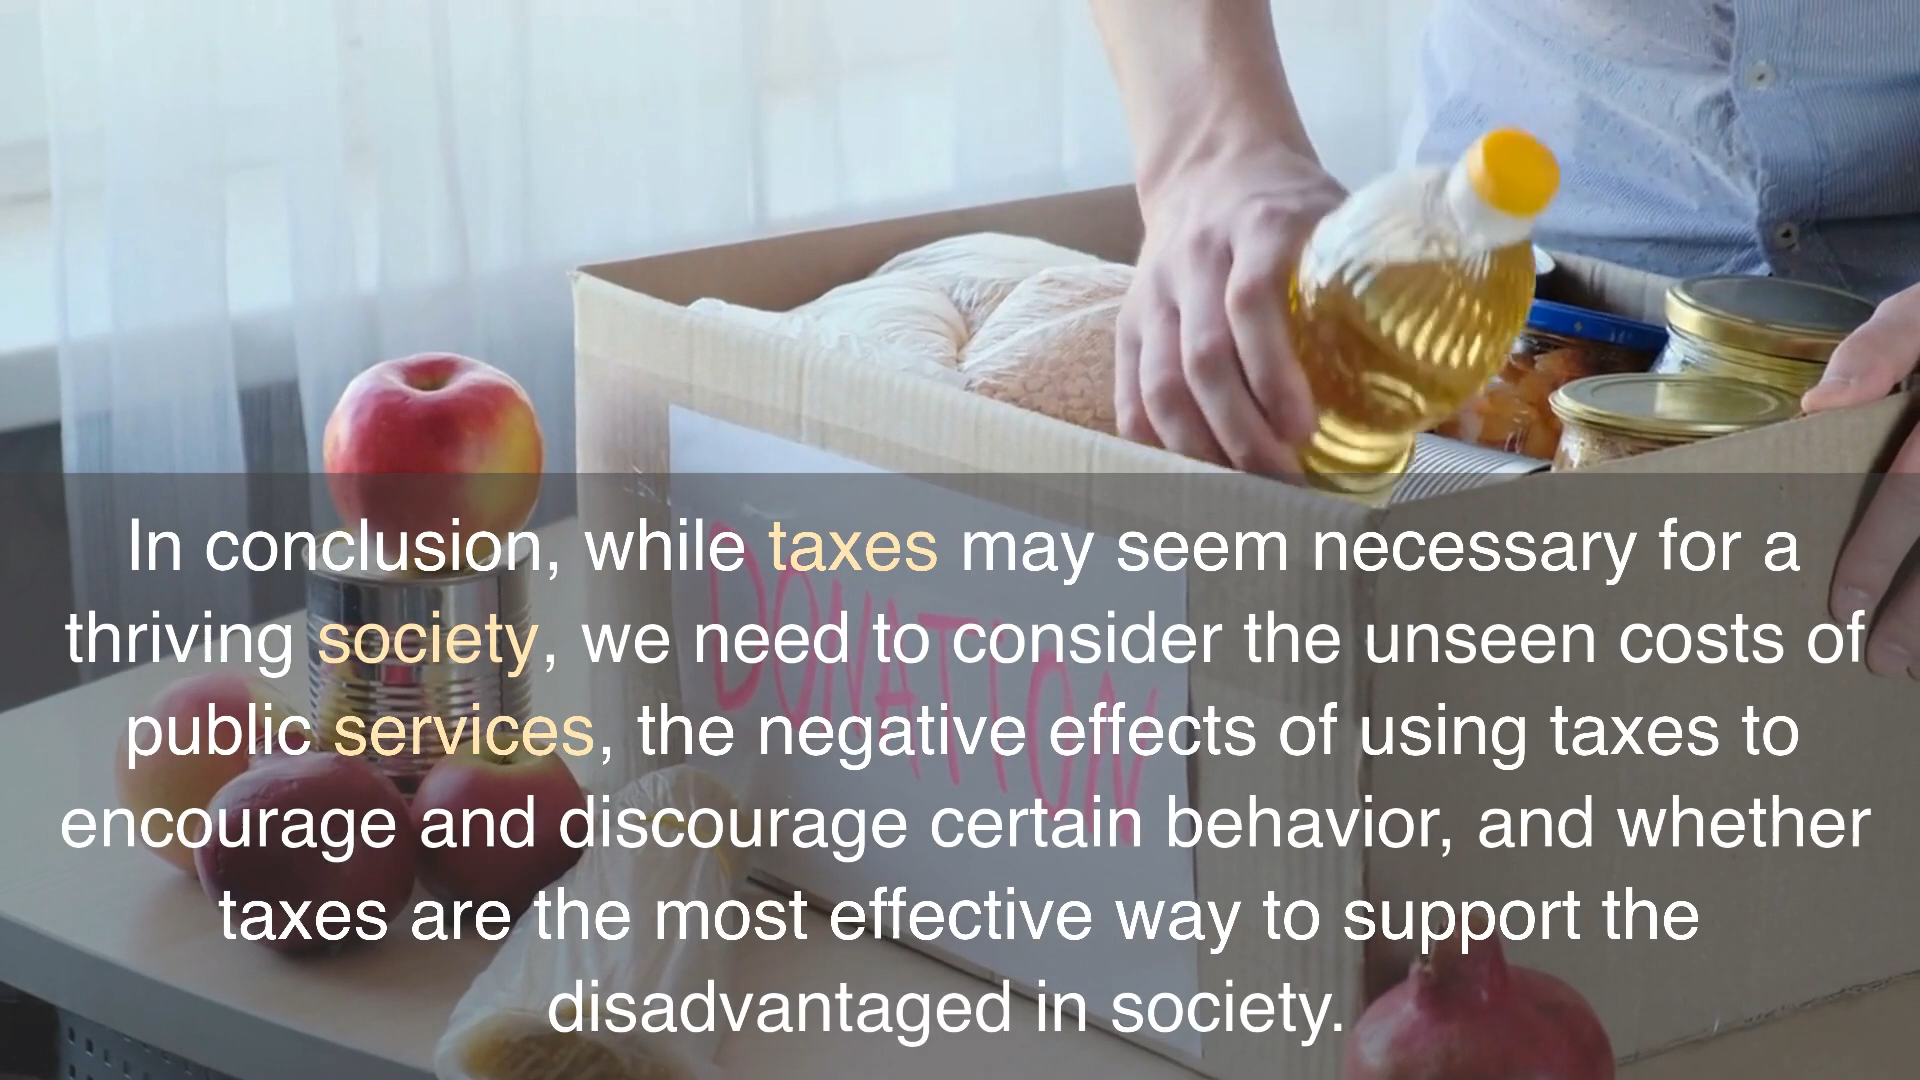 In conclusion, while taxes may seem necessary for a
thriving society, we need to consider the unseen costs of
public services, the negative effects of using taxes to
encourage and discourage certain behavior, and whether
taxes are the most effective way to support the
disadvantaged in society.
DONATION